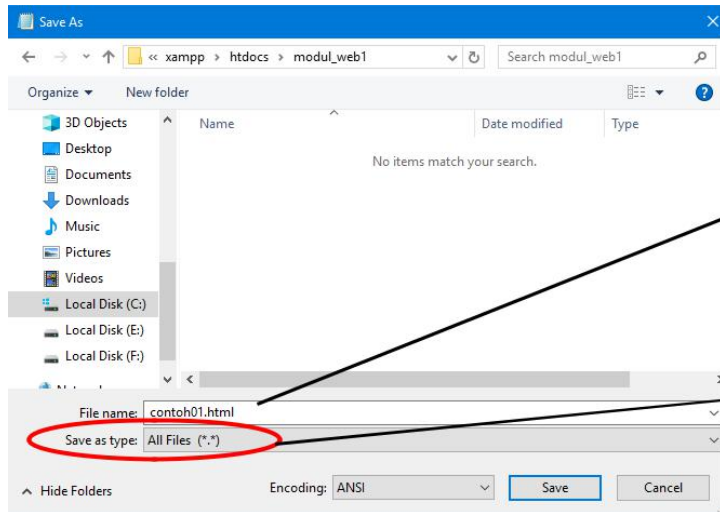 Save As
« xampp › htdocs › modul_web1 Search modul_web1
Organize New folder
Name Date modified Type
No items match your search.
3D Objects
Desktop
Documents
Downloads
Music
Pictures
Videos
Local Disk (C:)
Local Disk (E:)
Local Disk (F:)
File name: contoh01.html
Save as type: All Files (*.*)
Hide Folders Encoding: ANSI Save Cancel